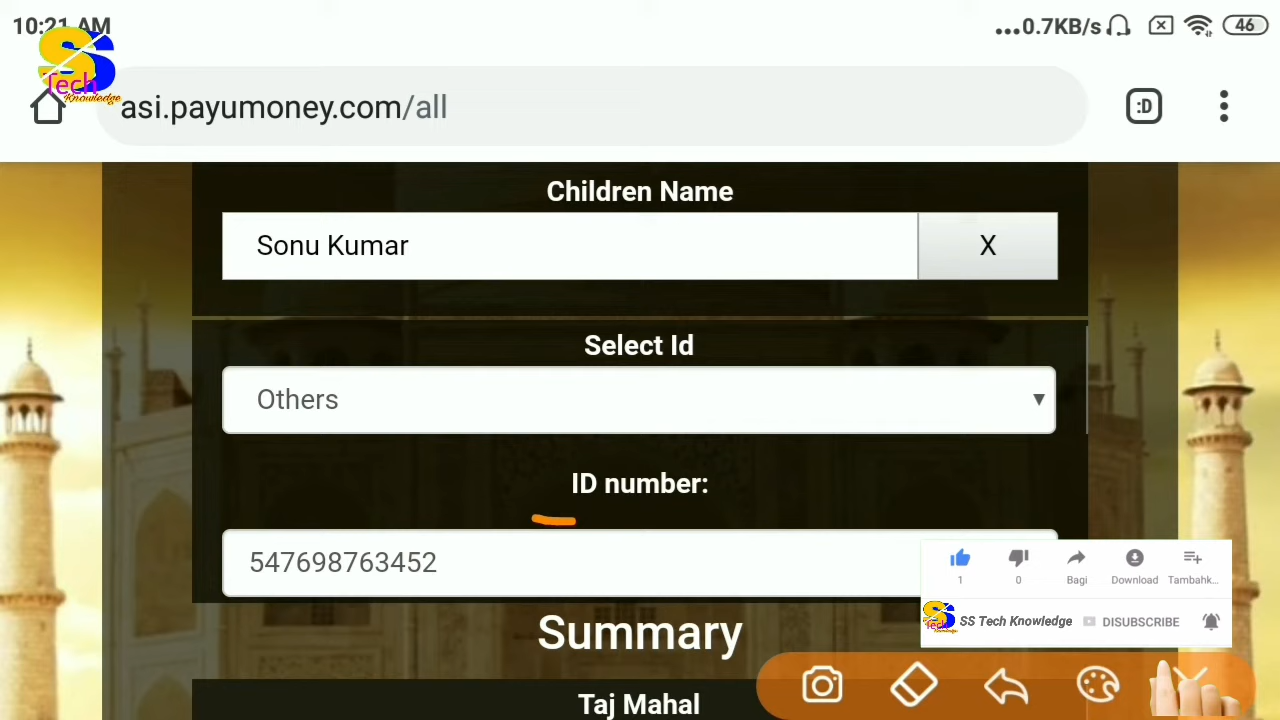 10:21 AM
...0.7KB/s
46
SS
Tech
Knowledge
asi.payumoney.com/all
:D
Children Name
Sonu Kumar
X
Select Id
Others
ID number:
547698763452
1
0
Bagi
Download
Tambahk...
SS Tech Knowledge
DISUBSCRIBE
Summary
Taj Mahal